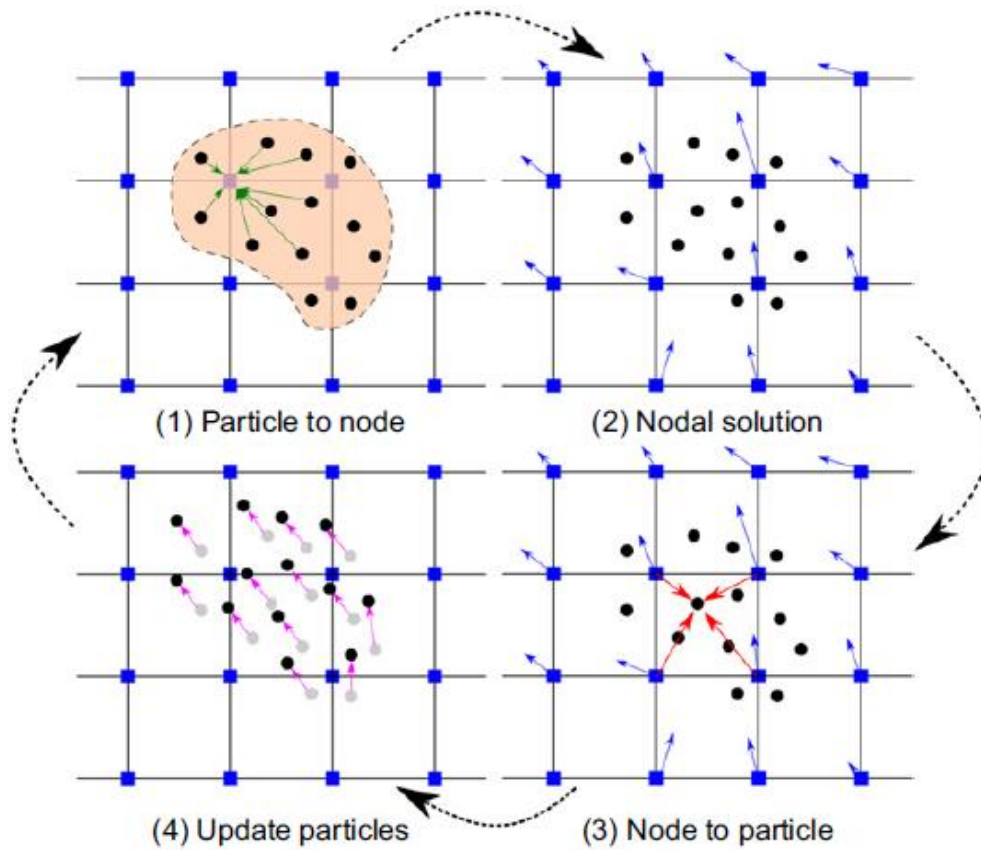 (1) Particle to node
(2) Nodal solution
(4) Update particles
(3) Node to particle